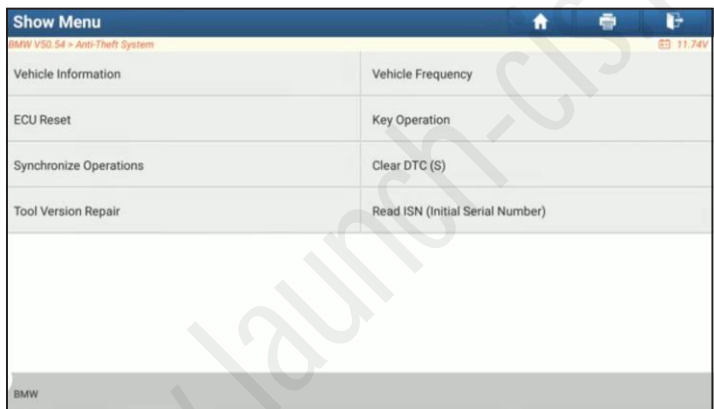 Show Menu
BMW V50.54 > Anti-Theft System
11.74V
Vehicle Information
Vehicle Frequency
ECU Reset
Key Operation
Synchronize Operations
Clear DTC (S)
Tool Version Repair
Read ISN (Initial Serial Number)
BMW